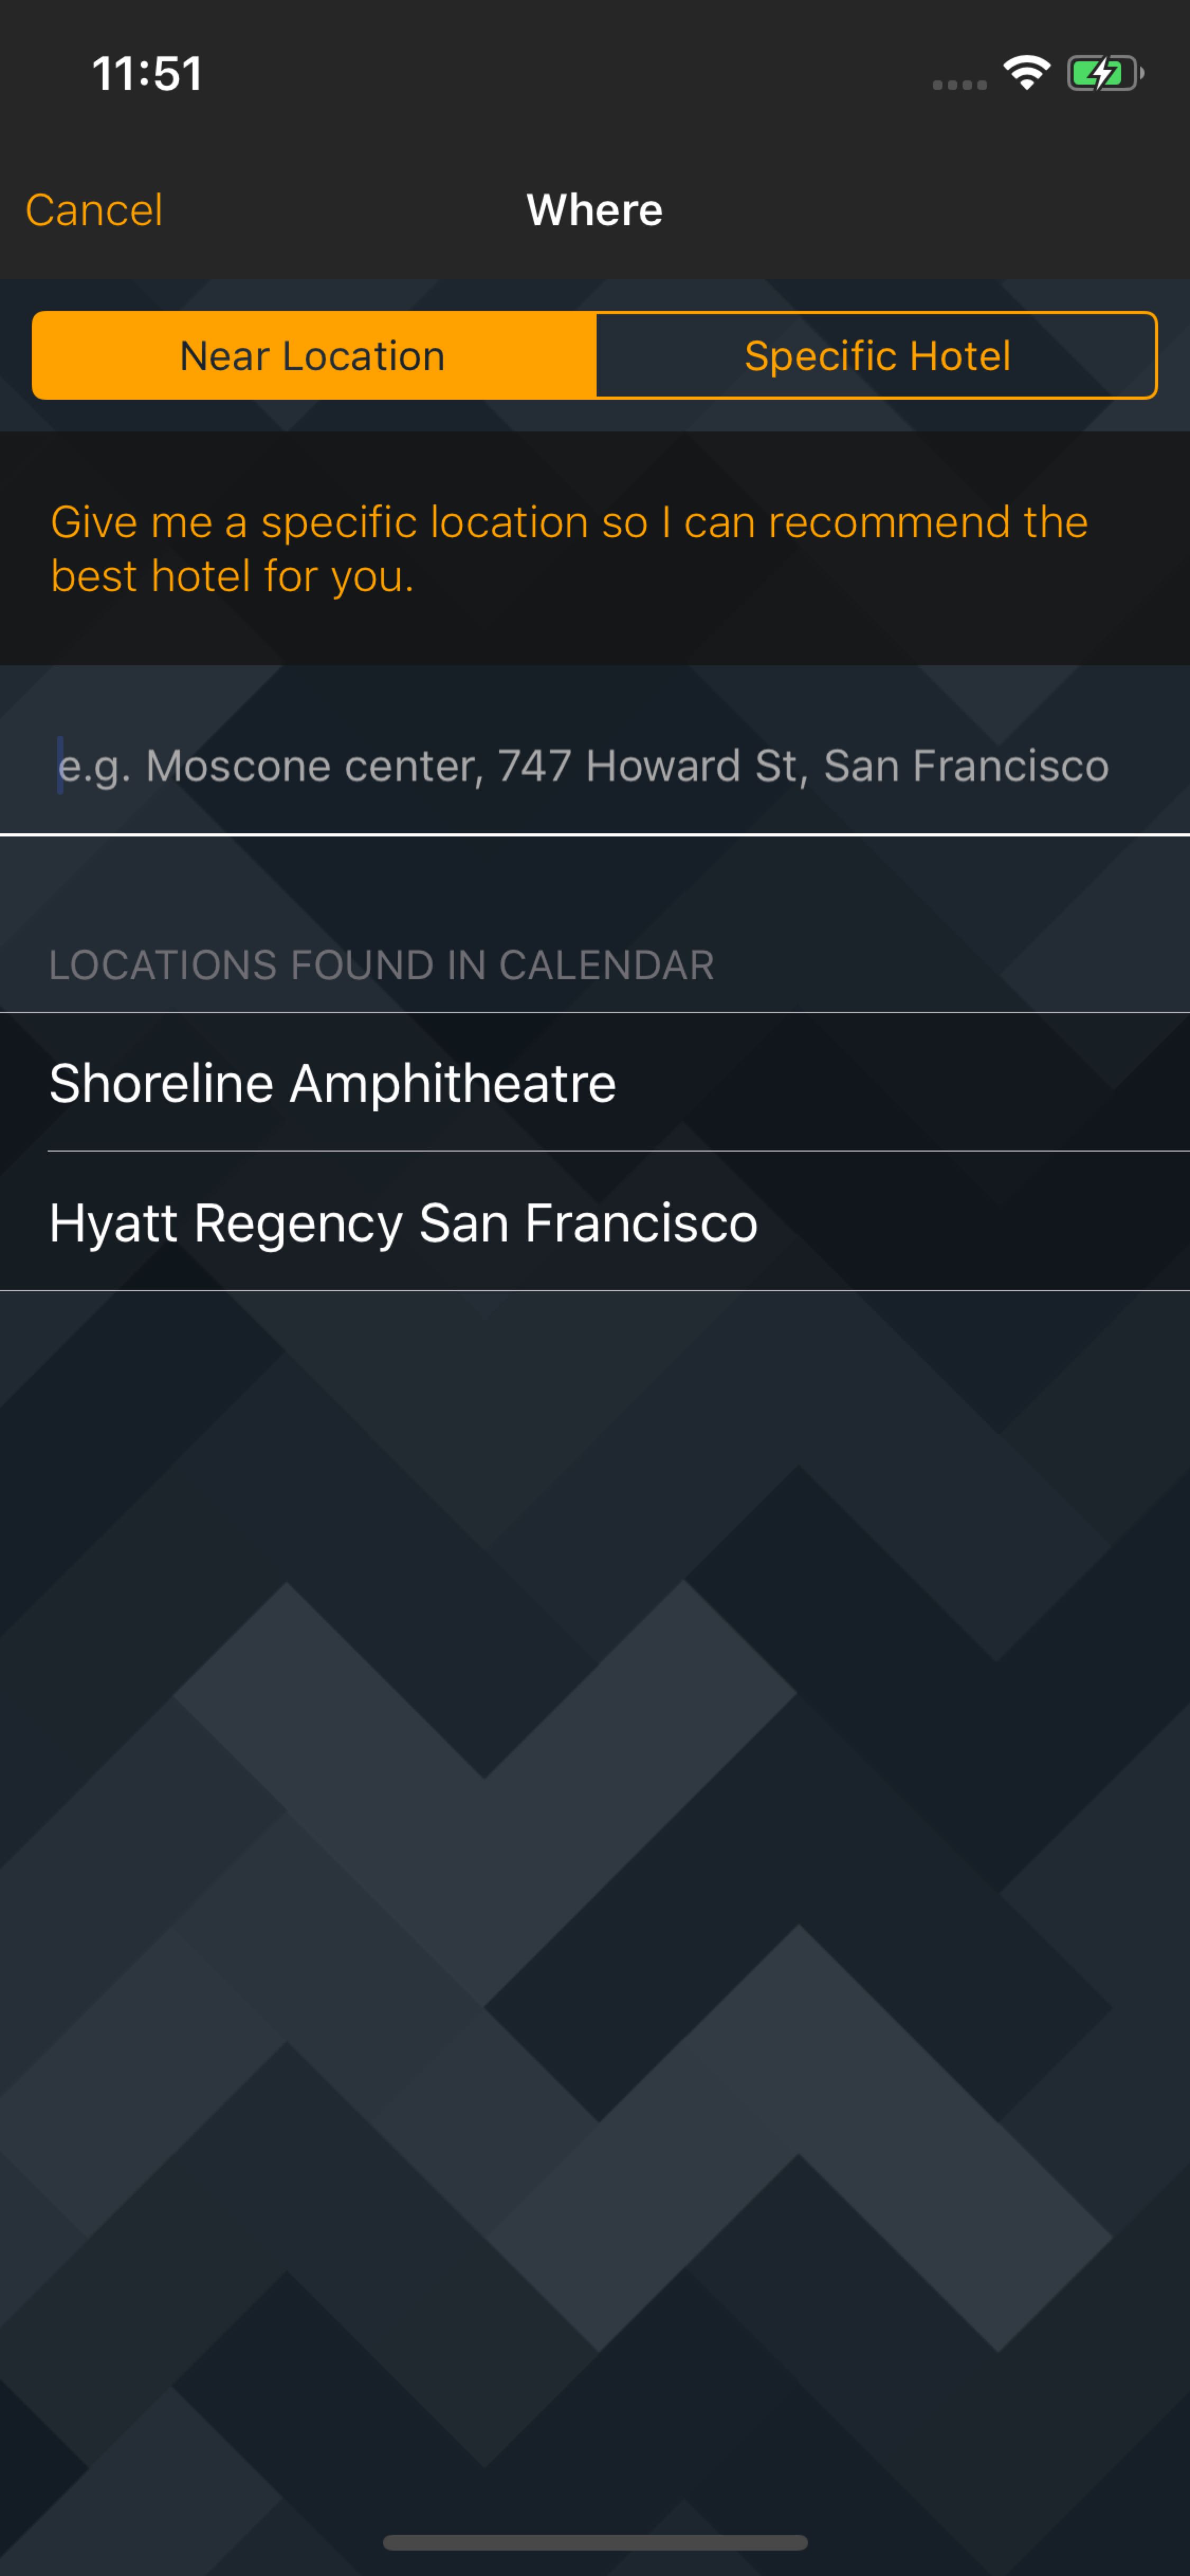 11:51
Cancel
Where
Near Location
Specific Hotel
Give me a specific location so I can recommend the
best hotel for you.
e.g. Moscone center, 747 Howard St, San Francisco
LOCATIONS FOUND IN CALENDAR
Shoreline Amphitheatre
Hyatt Regency San Francisco